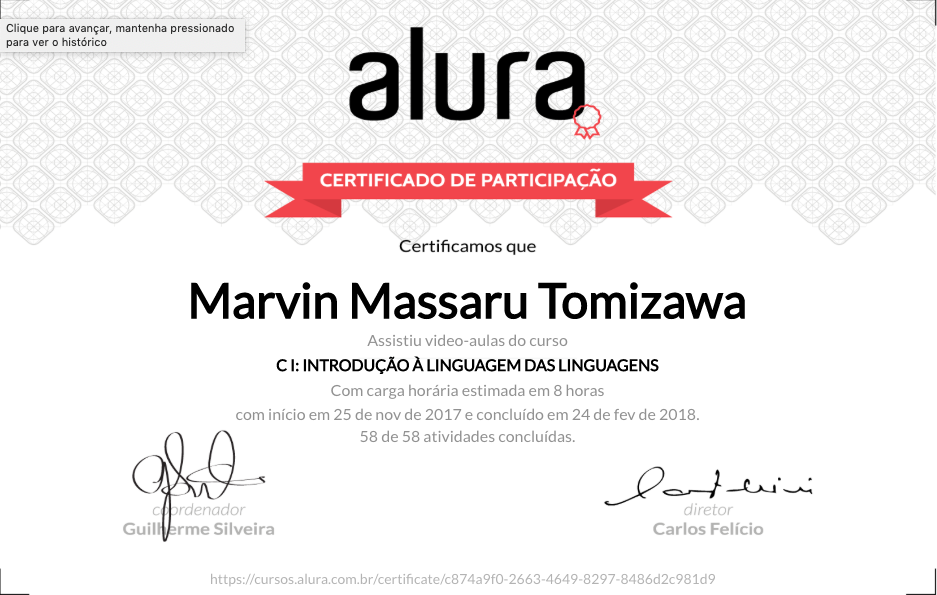 Clique para avançar, mantenha pressionado
para ver o histórico
alura
CERTIFICADO DE PARTICIPAÇÃO
Certificamos que
Marvin Massaru Tomizawa
Assistiu video-aulas do curso
C I: INTRODUÇÃO À LINGUAGEM DAS LINGUAGENS
Com carga horária estimada em 8 horas
com início em 25 de nov de 2017 e concluído em 24 de fev de 2018.
58 de 58 atividades concluídas.
coordenador
Guilherme Silveira
diretor
Carlos Felício
https://cursos.alura.com.br/certificate/c874a9f0-2663-4649-8297-8486d2c981d9